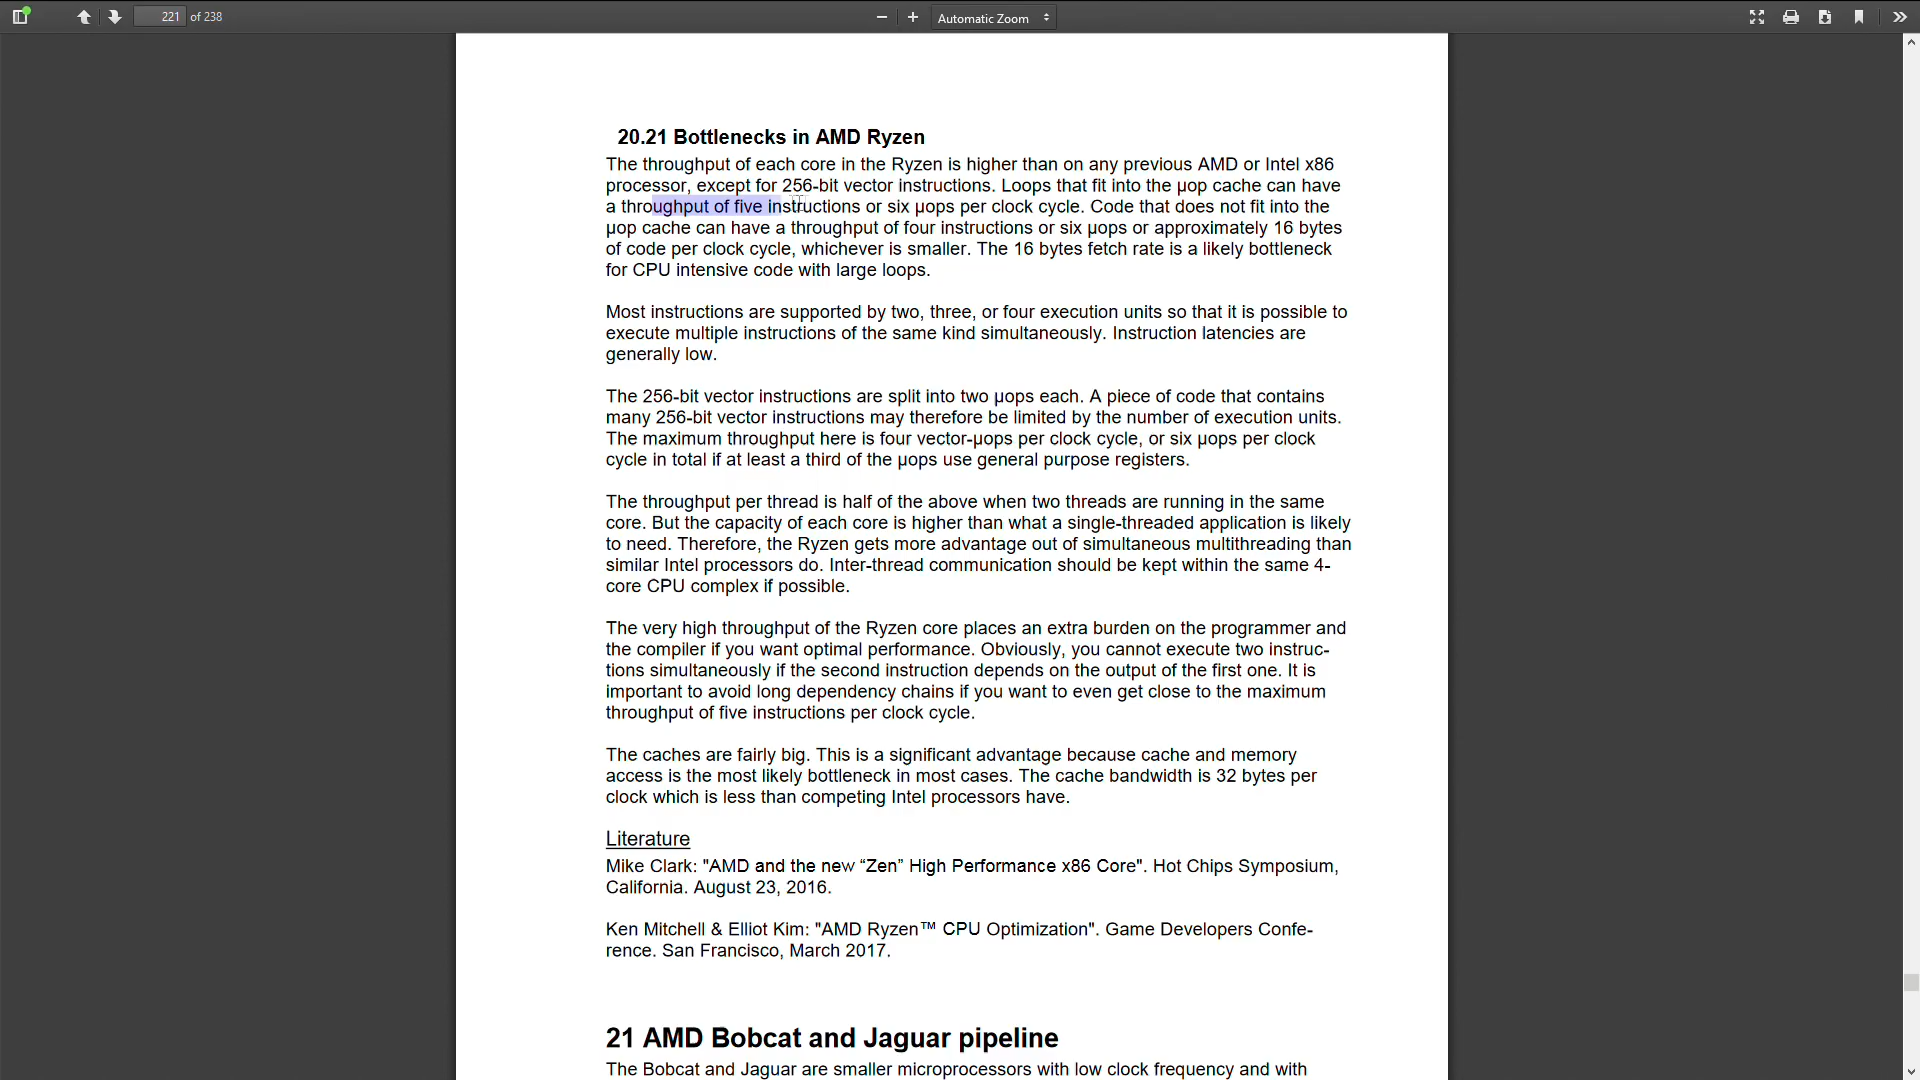 221 of 238
Automatic Zoom
20.21 Bottlenecks in AMD Ryzen
The throughput of each core in the Ryzen is higher than on any previous AMD or Intel x86
processor, except for 256-bit vector instructions. Loops that fit into the µop cache can have
a throughput of five instructions or six µops per clock cycle. Code that does not fit into the
µop cache can have a throughput of four instructions or six µops or approximately 16 bytes
of code per clock cycle, whichever is smaller. The 16 bytes fetch rate is a likely bottleneck
for CPU intensive code with large loops.
Most instructions are supported by two, three, or four execution units so that it is possible to
execute multiple instructions of the same kind simultaneously. Instruction latencies are
generally low.
The 256-bit vector instructions are split into two µops each. A piece of code that contains
many 256-bit vector instructions may therefore be limited by the number of execution units.
The maximum throughput here is four vector-µops per clock cycle, or six µops per clock
cycle in total if at least a third of the µops use general purpose registers.
The throughput per thread is half of the above when two threads are running in the same
core. But the capacity of each core is higher than what a single-threaded application is likely
to need. Therefore, the Ryzen gets more advantage out of simultaneous multithreading than
similar Intel processors do. Inter-thread communication should be kept within the same 4-
core CPU complex if possible.
The very high throughput of the Ryzen core places an extra burden on the programmer and
the compiler if you want optimal performance. Obviously, you cannot execute two instruc-
tions simultaneously if the second instruction depends on the output of the first one. It is
important to avoid long dependency chains if you want to even get close to the maximum
throughput of five instructions per clock cycle.
The caches are fairly big. This is a significant advantage because cache and memory
access is the most likely bottleneck in most cases. The cache bandwidth is 32 bytes per
clock which is less than competing Intel processors have.
Literature
Mike Clark: "AMD and the new “Zen” High Performance x86 Core". Hot Chips Symposium,
California. August 23, 2016.
Ken Mitchell & Elliot Kim: "AMD Ryzen™ CPU Optimization". Game Developers Confe-
rence. San Francisco, March 2017.
21 AMD Bobcat and Jaguar pipeline
The Bobcat and Jaguar are smaller microprocessors with low clock frequency and with